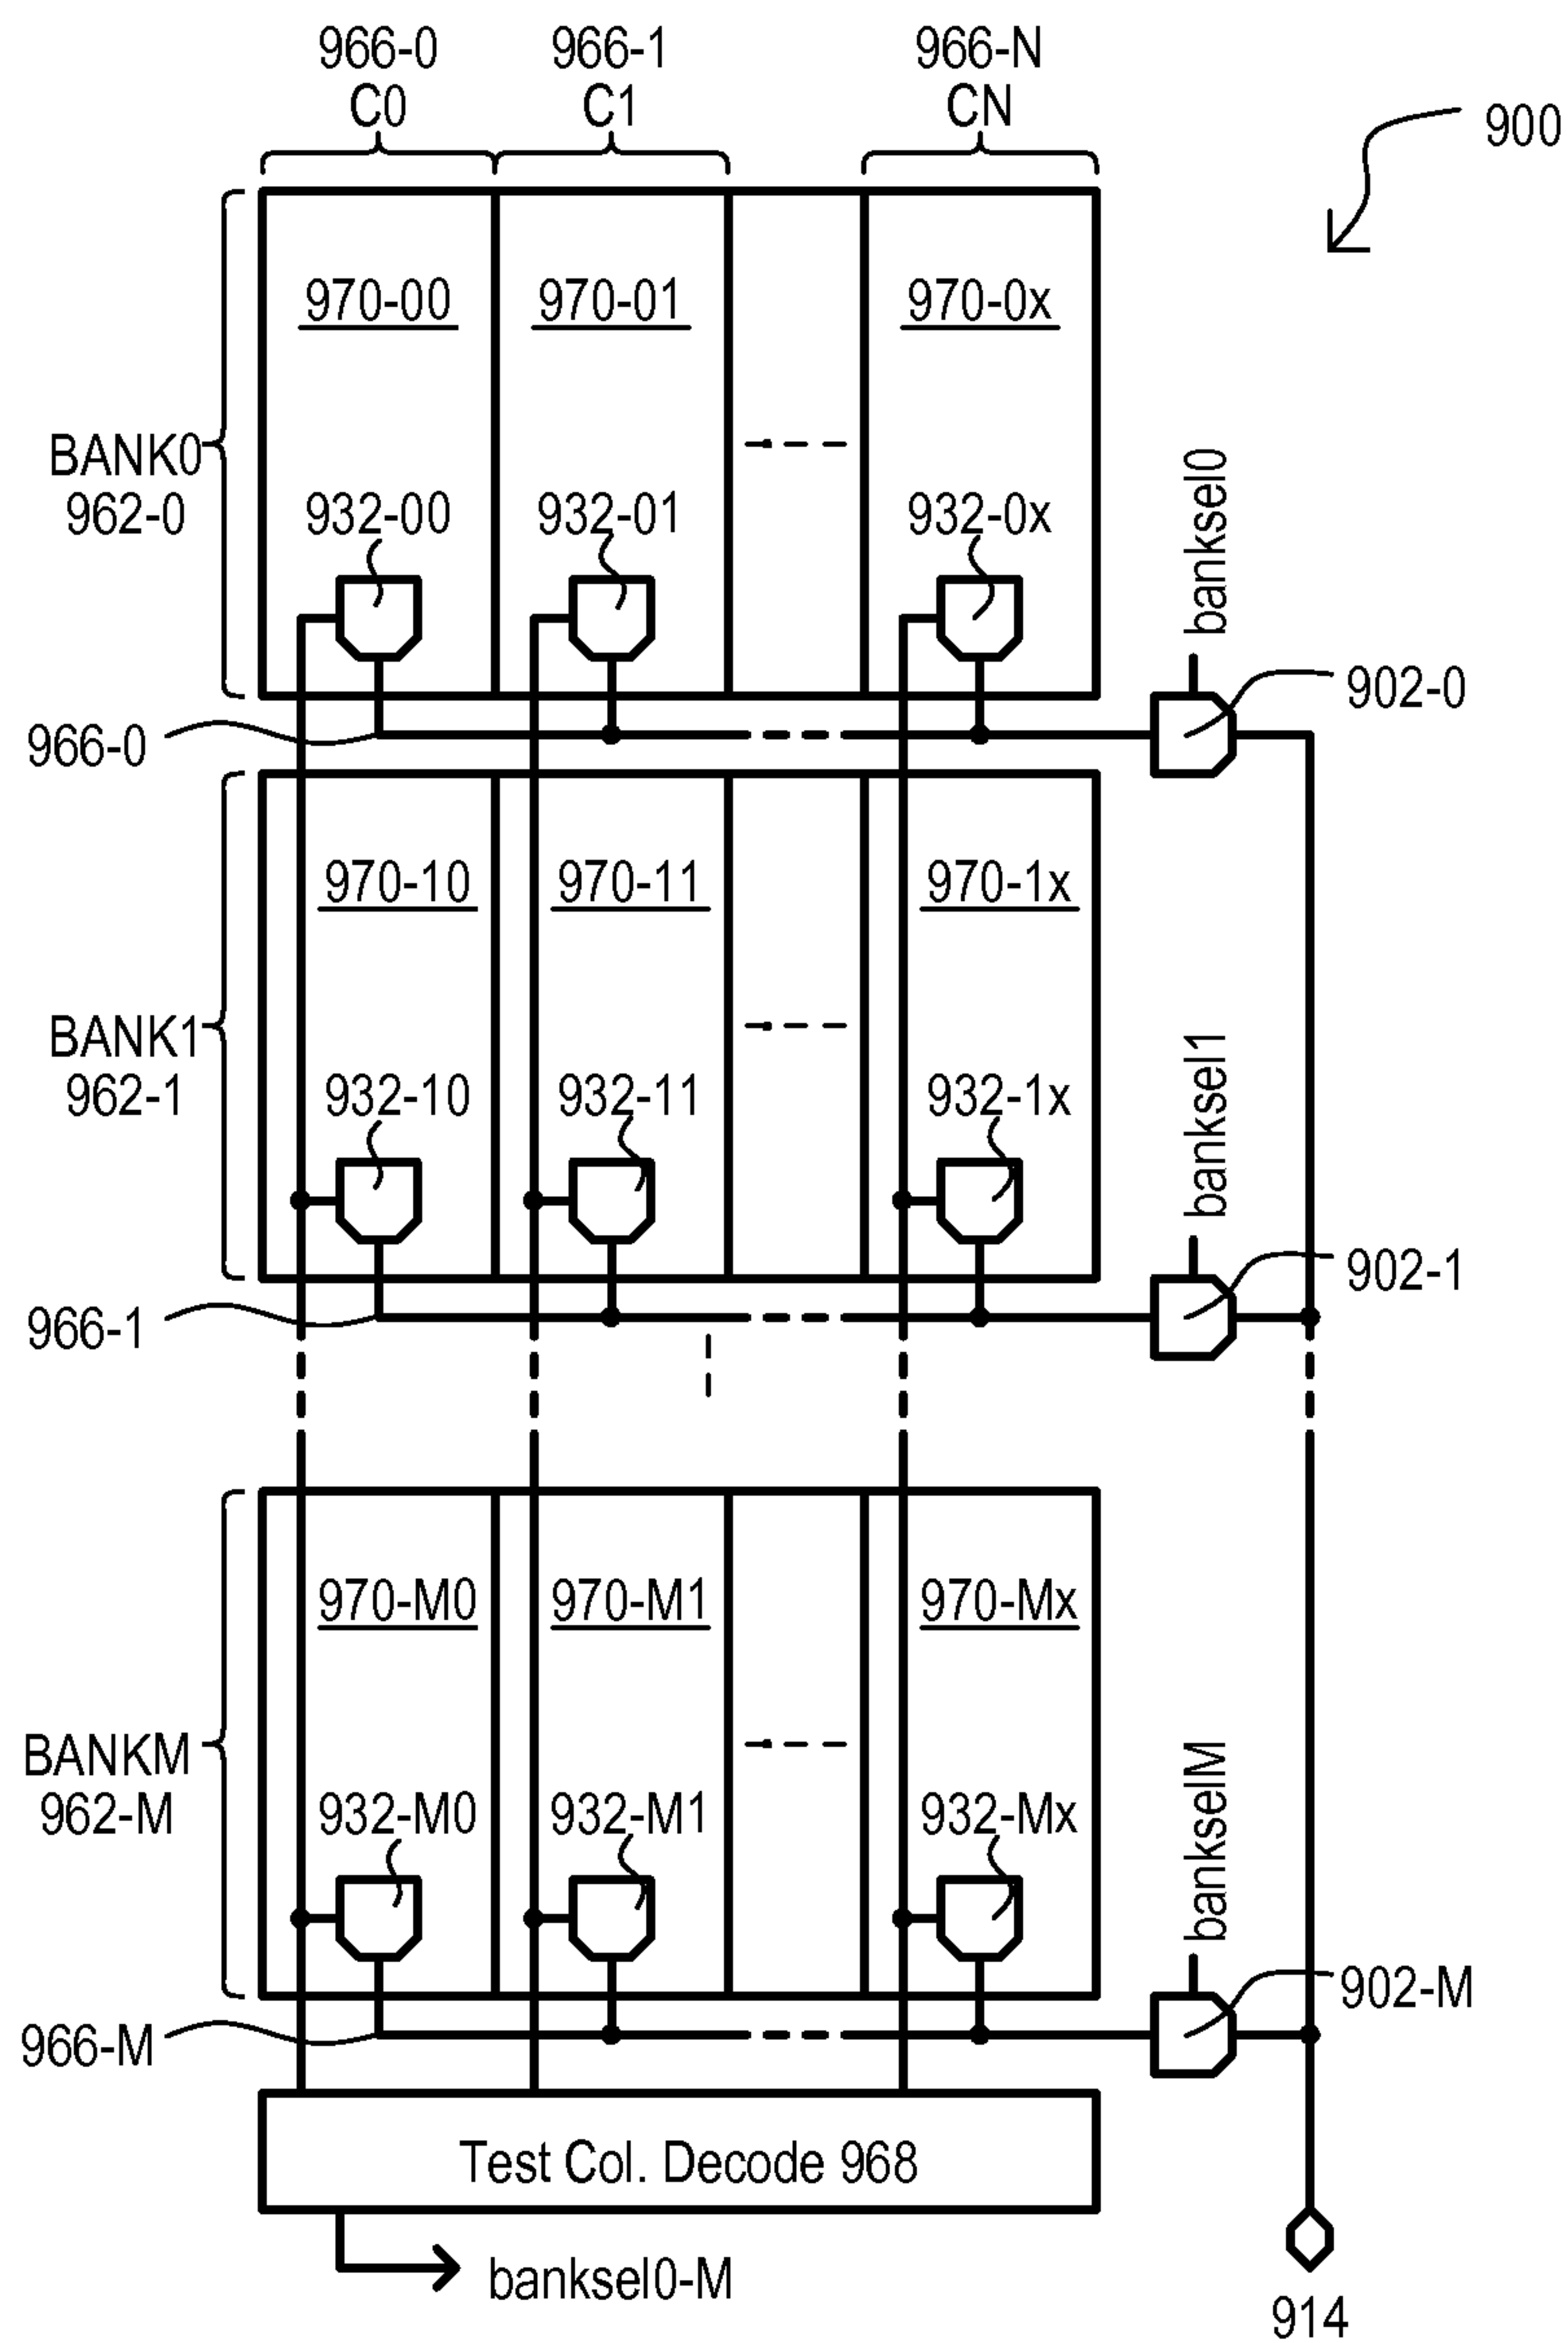 966-0
C0
966-1
C1
966-N
CN
900
970-00
970-01
970-0x
BANK0
962-0
932-00
932-01
932-0x
banksel0
902-0
966-0
970-10
970-11
970-1x
BANK1
962-1
932-10
932-11
932-1x
banksel1
902-1
966-1
970-M0
970-M1
970-Mx
BANKM
962-M
932-M0
932-M1
932-Mx
bankselM
902-M
966-M
Test Col. Decode 968
banksel0-M
914